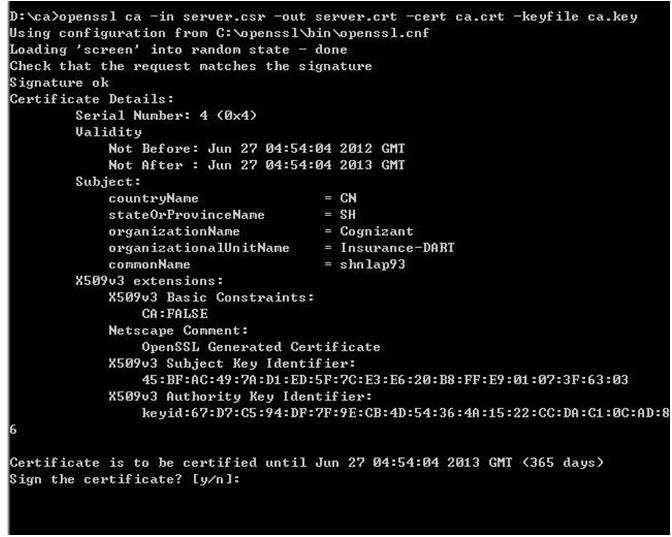 D:\ca>openssl ca -in server.csr -out server.crt -cert ca.crt -keyfile ca.key
Using configuration from C:\openssl\bin\openssl.cnf
Loading 'screen' into random state - done
Check that the request matches the signature
Signature ok
Certificate Details:
        Serial Number: 4 (0x4)
        Validity
            Not Before: Jun 27 04:54:04 2012 GMT
            Not After : Jun 27 04:54:04 2013 GMT
        Subject:
            countryName               = CN
            stateOrProvinceName       = SH
            organizationName          = Cognizant
            organizationalUnitName    = Insurance-DART
            commonName                = shnlap93
        X509v3 extensions:
            X509v3 Basic Constraints:
                CA:FALSE
            Netscape Comment:
                OpenSSL Generated Certificate
            X509v3 Subject Key Identifier:
                45:BF:AC:49:7A:D1:ED:5F:7C:E3:E6:20:B8:FF:E9:01:07:3F:63:03
            X509v3 Authority Key Identifier:
                keyid:67:D7:C5:94:DF:7F:9E:CB:4D:54:36:4A:15:22:CC:DA:C1:0C:AD:8
6
Certificate is to be certified until Jun 27 04:54:04 2013 GMT (365 days)
Sign the certificate? [y/n]: